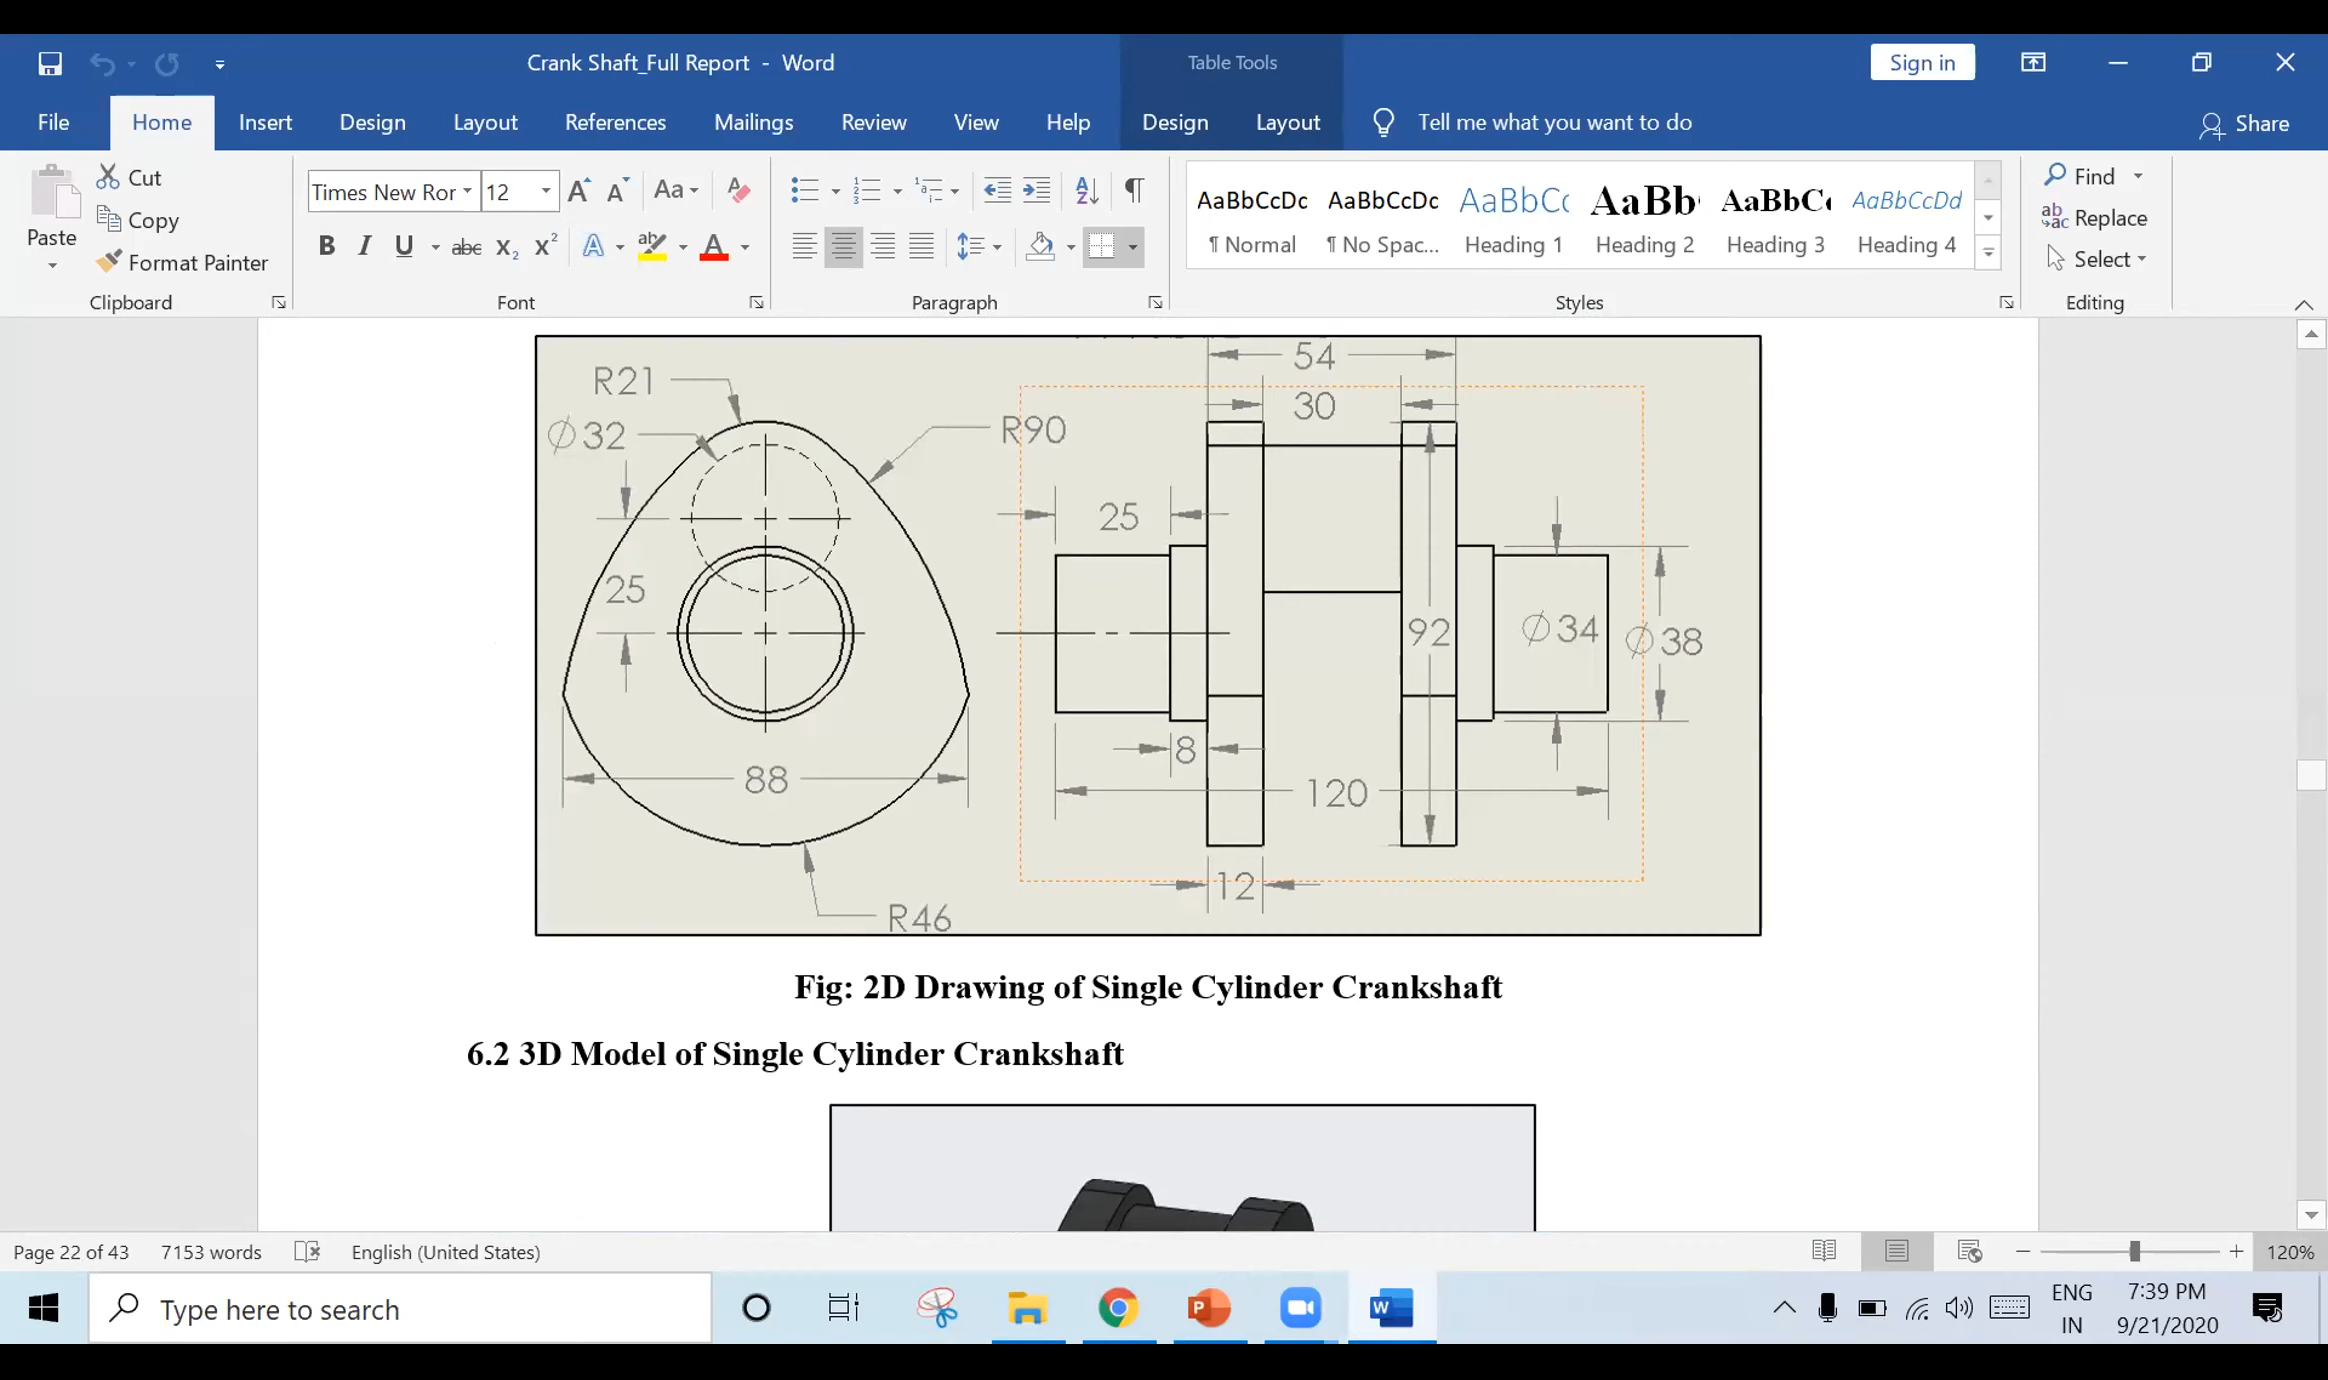 Crank Shaft_Full Report - Word
Table Tools
Sign in
File
Home
Insert
Design
Layout
References
Mailings
Review
View
Help
Design
Layout
Tell me what you want to do
Share
Paste
Cut
Copy
Format Painter
Clipboard
Times New Ror
12
Aa
B I U abc X₂ X²
Font
Paragraph
AaBbCcDc
¶ Normal
AaBbCcDc
¶ No Spac...
AaBbCc
Heading 1
AaBb
Heading 2
AaBbC
Heading 3
AaBbCcDd
Heading 4
Styles
Find
Replace
Select
Editing
R21
Ø32
R90
25
88
R46
54
30
25
92
Ø34
Ø38
8
120
12
Fig: 2D Drawing of Single Cylinder Crankshaft
6.2 3D Model of Single Cylinder Crankshaft
Page 22 of 43
7153 words
English (United States)
120%
Type here to search
ENG
IN
7:39 PM
9/21/2020